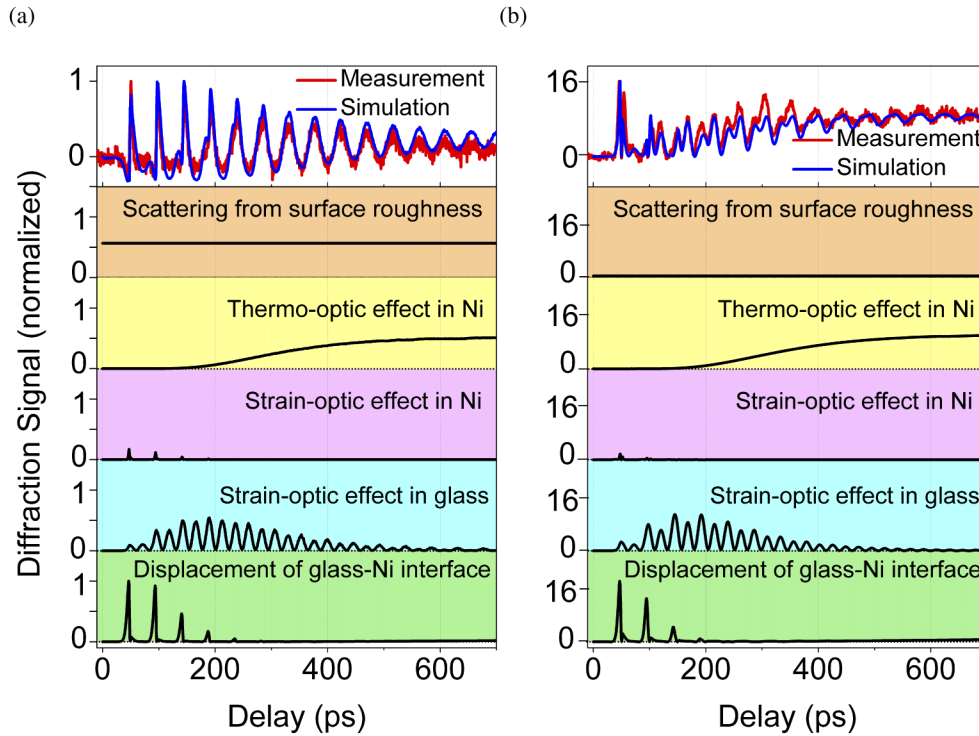 (a)
(b)
Diffraction Signal (normalized)
1
0
Measurement
Simulation
1
0
Scattering from surface roughness
1
0
Thermo-optic effect in Ni
1
0
Strain-optic effect in Ni
1
0
Strain-optic effect in glass
1
0
Displacement of glass-Ni interface
0
200
400
600
Delay (ps)
16
8
0
Measurement
Simulation
16
0
Scattering from surface roughness
16
0
Thermo-optic effect in Ni
16
0
Strain-optic effect in Ni
16
0
Strain-optic effect in glass
16
0
Displacement of glass-Ni interface
0
200
400
600
Delay (ps)